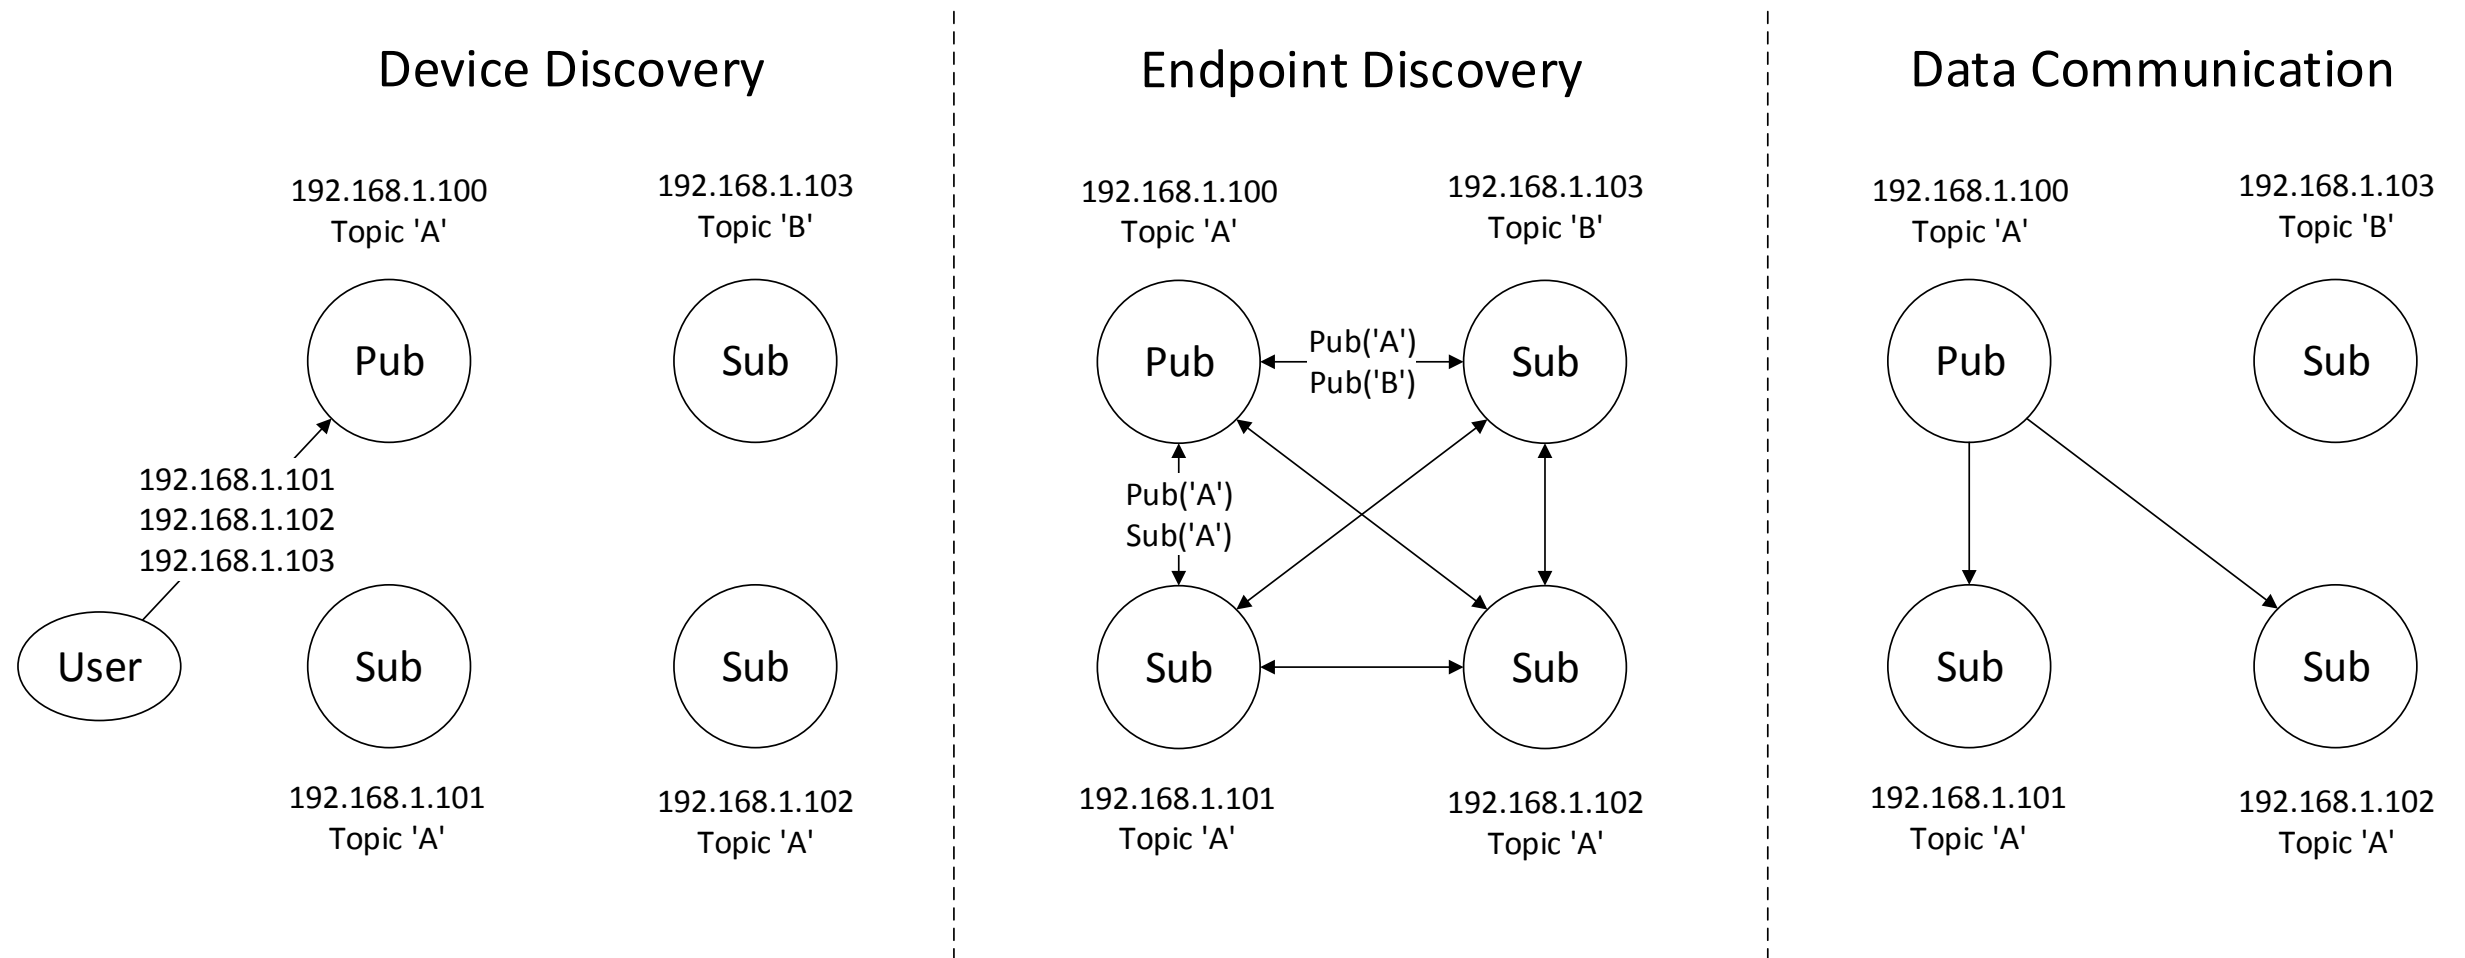 Device Discovery
192.168.1.100
Topic 'A'
192.168.1.103
Topic 'B'
Pub
Sub
192.168.1.101
192.168.1.102
192.168.1.103
User
Sub
Sub
192.168.1.101
Topic 'A'
192.168.1.102
Topic 'A'
Endpoint Discovery
192.168.1.100
Topic 'A'
192.168.1.103
Topic 'B'
Pub
Pub('A')
Pub('B')
Sub
Pub('A')
Sub('A')
Sub
Sub
192.168.1.101
Topic 'A'
192.168.1.102
Topic 'A'
Data Communication
192.168.1.100
Topic 'A'
192.168.1.103
Topic 'B'
Pub
Sub
Sub
Sub
192.168.1.101
Topic 'A'
192.168.1.102
Topic 'A'